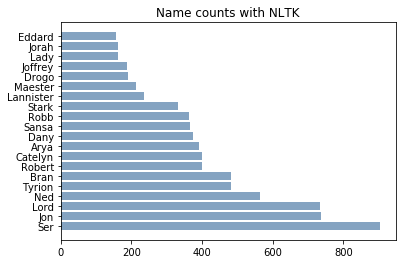 Name counts with NLTK
Eddard
Jorah
Lady
Joffrey
Drogo
Maester
Lannister
Stark
Robb
Sansa
Dany
Arya
Catelyn
Robert
Bran
Tyrion
Ned
Lord
Jon
Ser
0 200 400 600 800